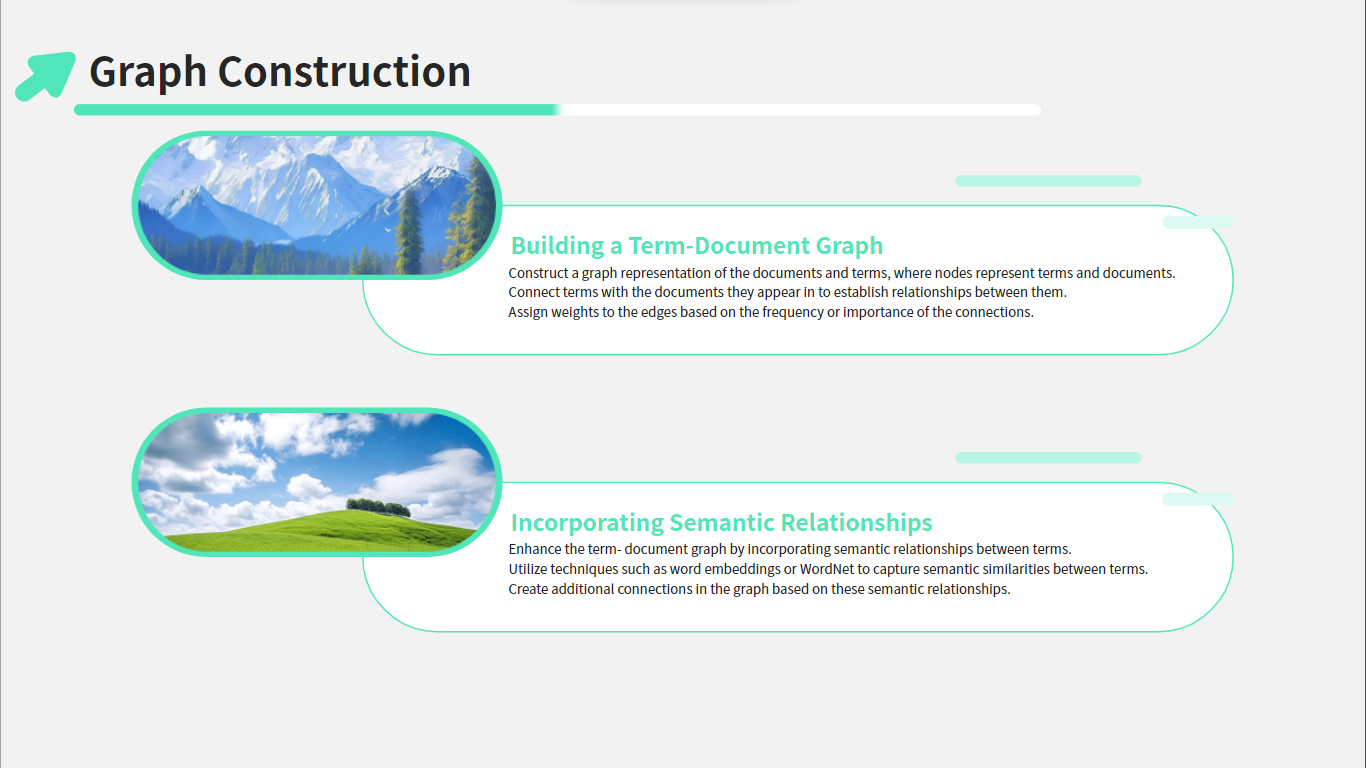 Graph Construction
Building a Term-Document Graph
Construct a graph representation of the documents and terms, where nodes represent terms and documents.
Connect terms with the documents they appear in to establish relationships between them.
Assign weights to the edges based on the frequency or importance of the connections.
Incorporating Semantic Relationships
Enhance the term- document graph by incorporating semantic relationships between terms.
Utilize techniques such as word embeddings or WordNet to capture semantic similarities between terms.
Create additional connections in the graph based on these semantic relationships.